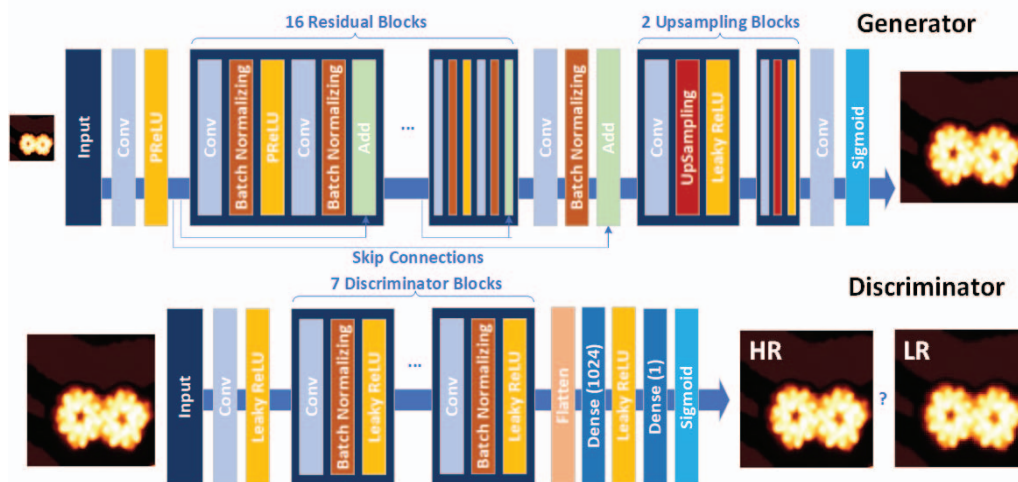 16 Residual Blocks
2 Upsampling Blocks
Generator
Input
Conv
PReLU
Conv
Batch Normalizing
PReLU
Conv
Batch Normalizing
Add
...
Conv
Batch Normalizing
Add
Conv
UpSampling
Leaky ReLU
Conv
Sigmoid
Skip Connections
7 Discriminator Blocks
Discriminator
Input
Conv
Leaky ReLU
Conv
Batch Normalizing
Leaky ReLU
...
Conv
Batch Normalizing
Leaky ReLU
Flatten
Dense (1024)
Leaky ReLU
Dense (1)
Sigmoid
HR
?
LR